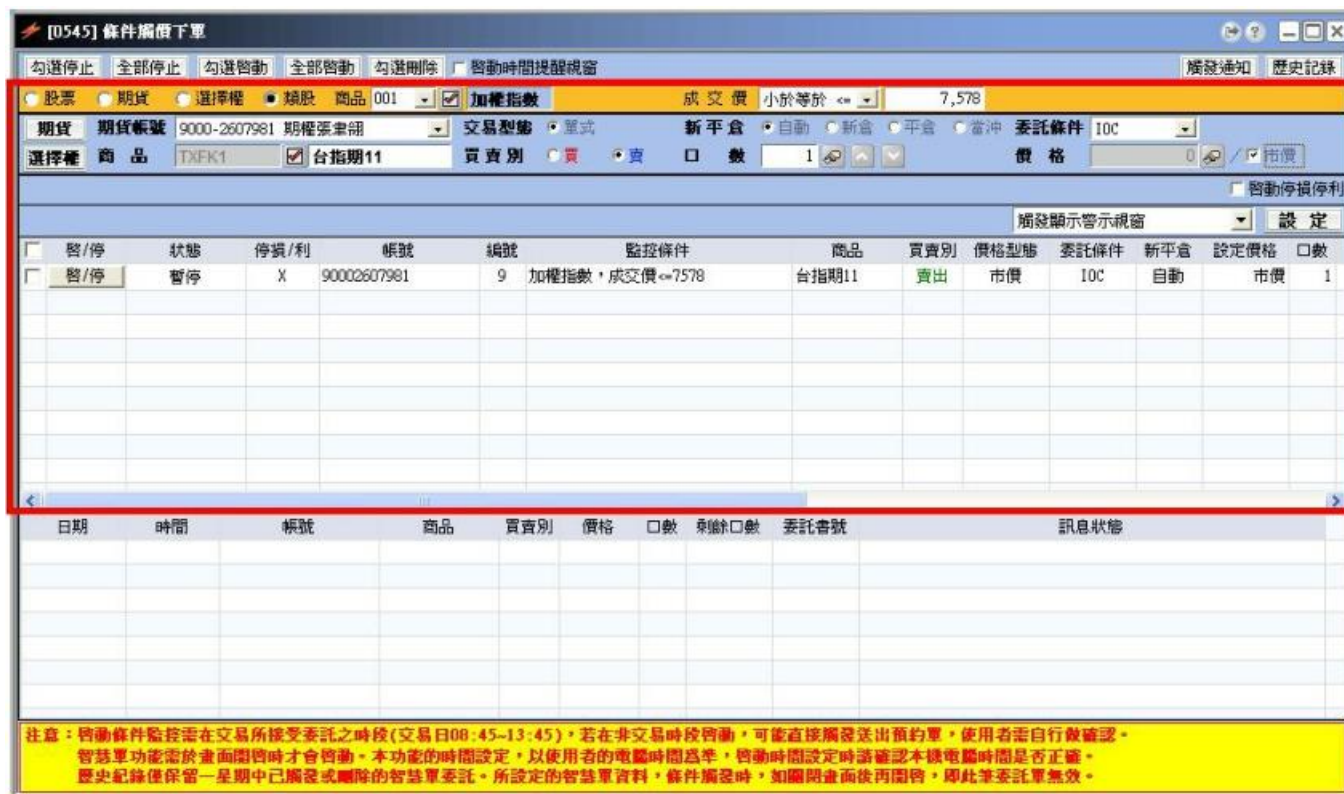 [0545] 條件觸價下單
勾選停止 全部停止 勾選啓動 全部啓動 勾選刪除 啓動時間提醒視窗 觸發通知 歷史記錄
股票 期貨 選擇權 類股 商品 001 加權指數 成交價 小於等於 <= 7,578
期貨 期貨帳號 9000-2607981 期權張聿翮 交易型態 單式 新平倉 自動 新倉 平倉 當沖 委託條件 IOC
選擇權 商品 TXFK1 台指期11 買賣別 買 賣 口數 1 價格 0 / 市價
啓動停損停利
觸發顯示警示視窗 設定
啓/停 狀態 停損/利 帳號 編號 監控條件 商品 買賣別 價格型態 委託條件 新平倉 設定價格 口數
啓/停 暫停 X 90002607981 9 加權指數，成交價<=7578 台指期11 賣出 市價 IOC 自動 市價 1
日期 時間 帳號 商品 買賣別 價格 口數 剩餘口數 委託書號 訊息狀態
注意：啓動條件監控需在交易所接受委託之時段(交易日08:45~13:45)，若在非交易時段啓動，可能直接觸發送出預約單，使用者需自行做確認。
智慧單功能需於畫面開啓時才會啓動。本功能的時間設定，以使用者的電腦時間爲準，啓動時間設定時請確認本機電腦時間是否正確。
歷史紀錄僅保留一星期中已觸發或刪除的智慧單委託。所設定的智慧單資料，條件觸發時，如關閉畫面後再開啓，即此筆委託單無效。